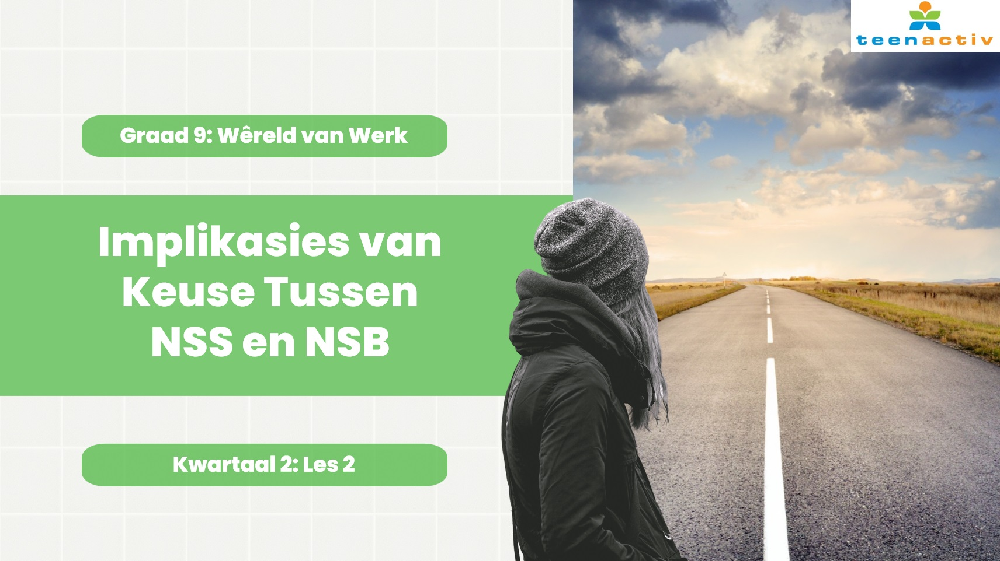 teenactiv
Graad 9: Wêreld van Werk
Implikasies van
Keuse Tussen
NSS en NSB
Kwartaal 2: Les 2